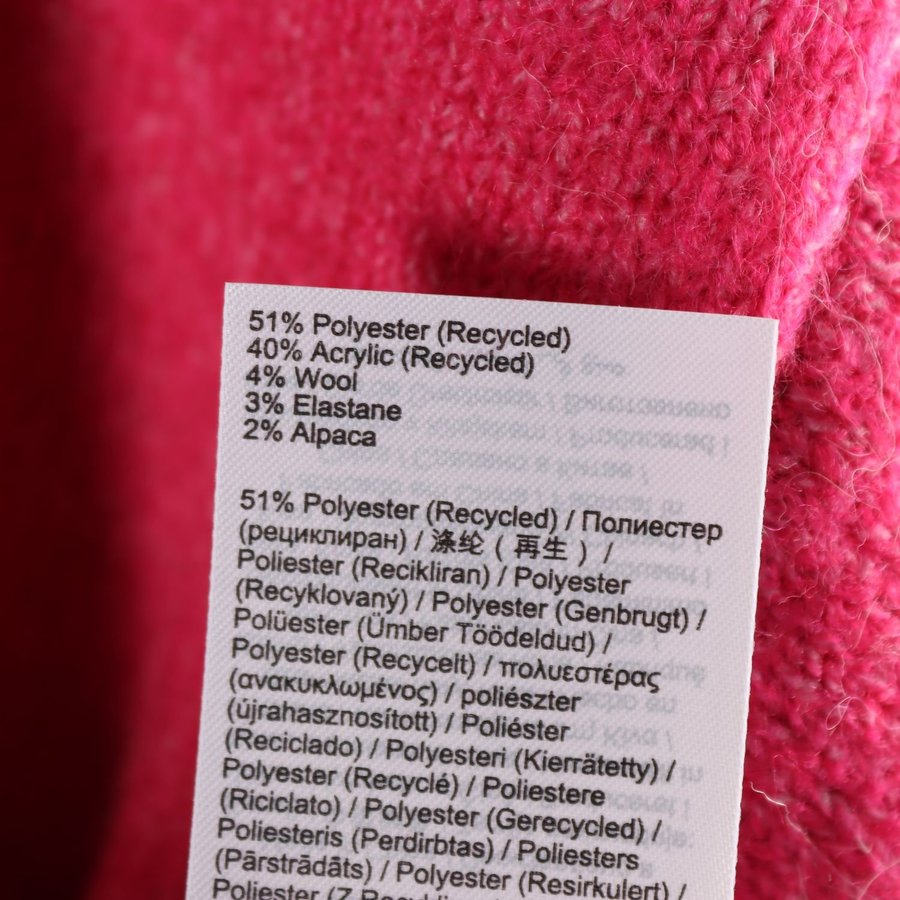 51% Polyester (Recycled)
40% Acrylic (Recycled)
4% Wool
3% Elastane
2% Alpaca
51% Polyester (Recycled) / Полиестер
(рециклиран) / 涤纶 ( 再生 ) /
Poliester (Recikliran) / Polyester
(Recyklovaný) / Polyester (Genbrugt) /
Polüester (Ümber Töödeldud) /
Polyester (Recycelt) / πολυεστέρας
(ανακυκλωμένος) / poliészter
(újrahasznosított) / Poliéster
(Reciclado) / Polyesteri (Kierrätetty) /
Polyester (Recyclé) / Poliestere
(Riciclato) / Polyester (Gerecycled) /
Poliesteris (Perdirbtas) / Poliesters
(Pārstrādāts) / Polyester (Resirkulert) /
Poliester (Z